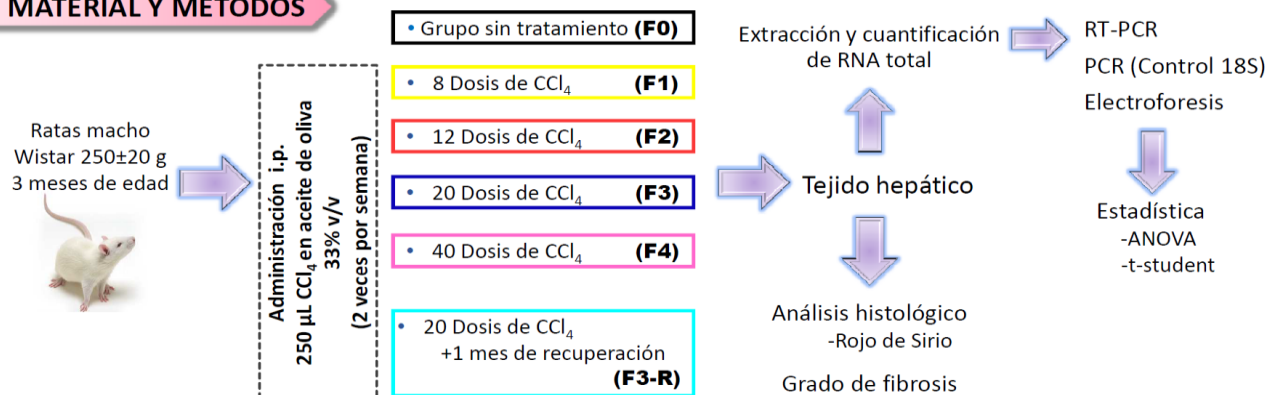 MATERIAL Y MÉTODOS
Ratas macho
Wistar 250±20 g
3 meses de edad
Administración i.p.
250 µL CCl₄ en aceite de oliva
33% v/v
(2 veces por semana)
• Grupo sin tratamiento (F0)
• 8 Dosis de CCl₄ (F1)
• 12 Dosis de CCl₄ (F2)
• 20 Dosis de CCl₄ (F3)
• 40 Dosis de CCl₄ (F4)
• 20 Dosis de CCl₄
+1 mes de recuperación
(F3-R)
Extracción y cuantificación
de RNA total
Tejido hepático
Análisis histológico
-Rojo de Sirio
Grado de fibrosis
RT-PCR
PCR (Control 18S)
Electroforesis
Estadística
-ANOVA
-t-student